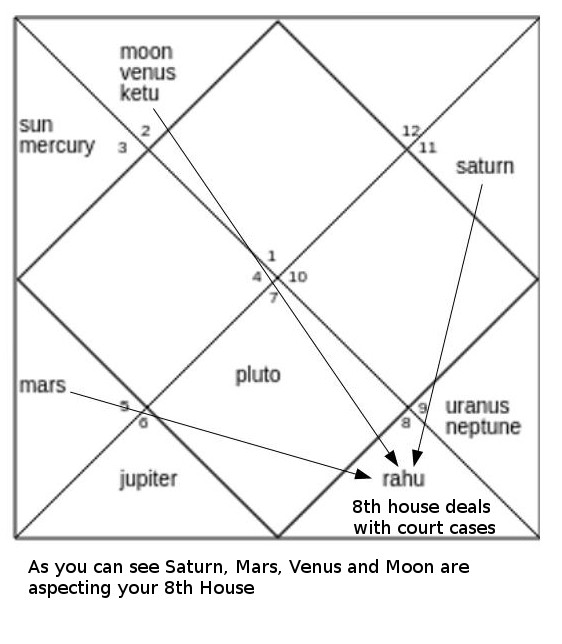 moon
venus
ketu
sun
mercury
2
3
12
11
saturn
1
4
10
7
pluto
mars
5
6
jupiter
9
8
uranus
neptune
rahu
8th house deals
with court cases
As you can see Saturn, Mars, Venus and Moon are
aspecting your 8th House